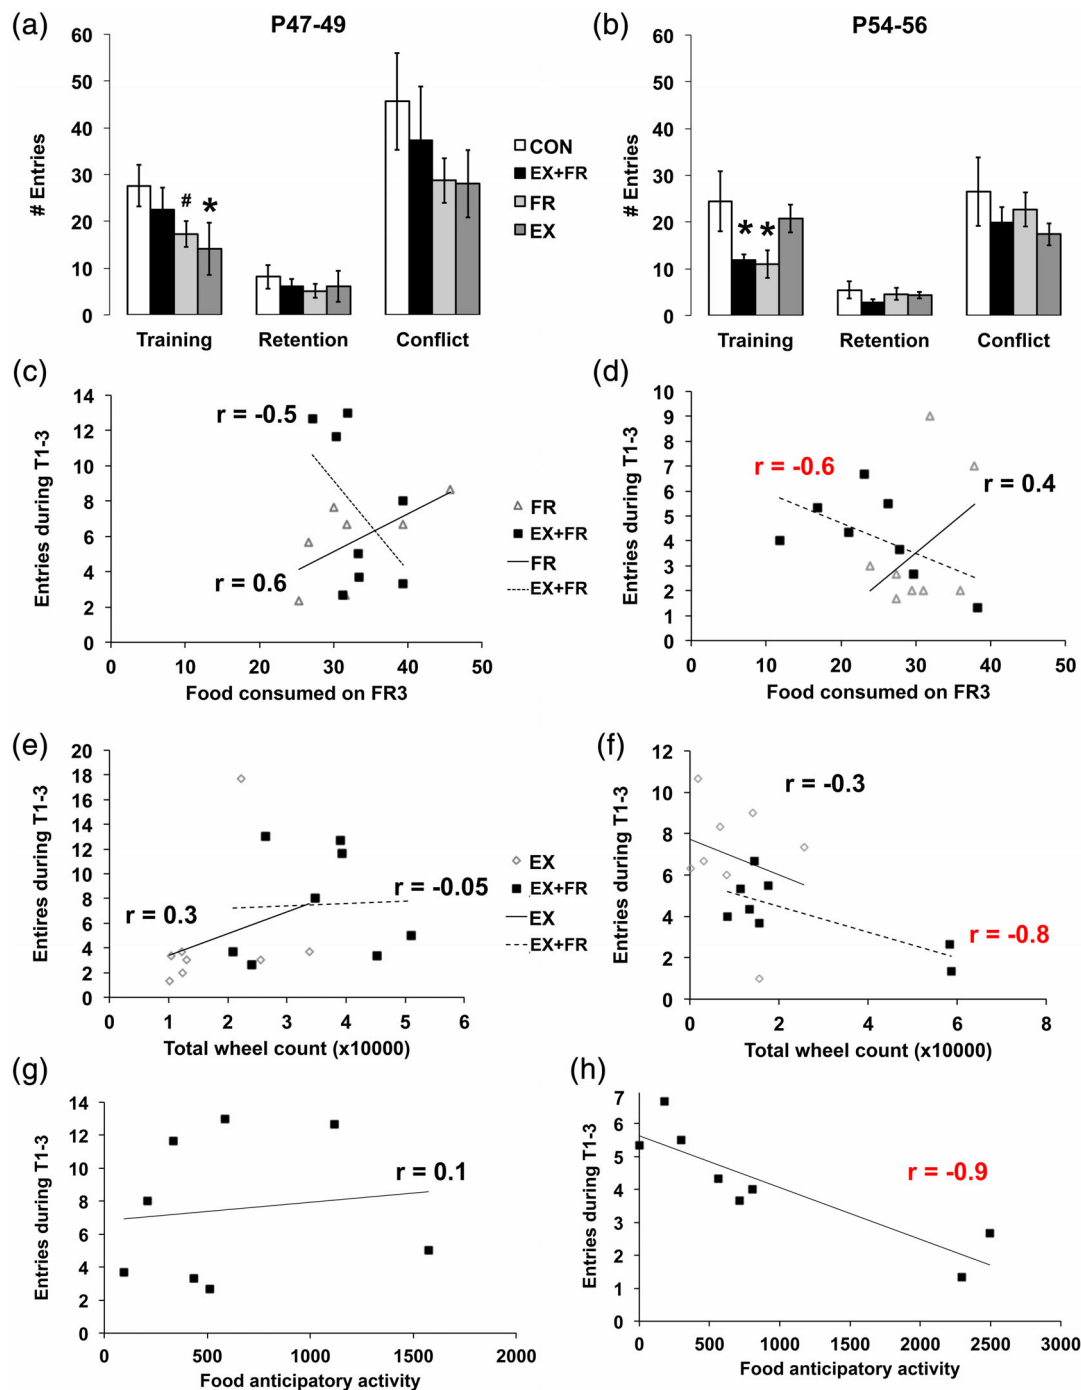 (a)
P47-49
# Entries
60
50
40
30
20
10
0
#
*
Training
Retention
Conflict
CON
EX+FR
FR
EX
(b)
P54-56
# Entries
60
50
40
30
20
10
0
*
*
Training
Retention
Conflict
(c)
Entries during T1-3
14
12
10
8
6
4
2
0
r = -0.5
r = 0.6
0 10 20 30 40 50
Food consumed on FR3
FR
EX+FR
FR
EX+FR
(d)
Entries during T1-3
10
9
8
7
6
5
4
3
2
1
0
r = -0.6
r = 0.4
0 10 20 30 40 50
Food consumed on FR3
(e)
Entires during T1-3
20
18
16
14
12
10
8
6
4
2
0
r = 0.3
r = -0.05
0 1 2 3 4 5 6
Total wheel count (x10000)
EX
EX+FR
EX
EX+FR
(f)
Entries during T1-3
12
10
8
6
4
2
0
r = -0.3
r = -0.8
0 2 4 6 8
Total wheel count (x10000)
(g)
Entries during T1-3
14
12
10
8
6
4
2
0
r = 0.1
0 500 1000 1500 2000
Food anticipatory activity
(h)
Entries during T1-3
7
6
5
4
3
2
1
0
r = -0.9
0 500 1000 1500 2000 2500 3000
Food anticipatory activity